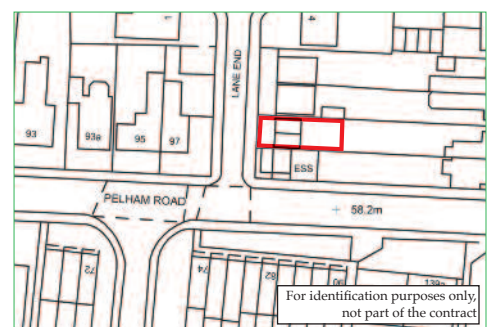 4
LANE END
93
93a
95
97
ESS
PELHAM ROAD
58.2m
72
74
82
90
139a
For identification purposes only,
not part of the contract